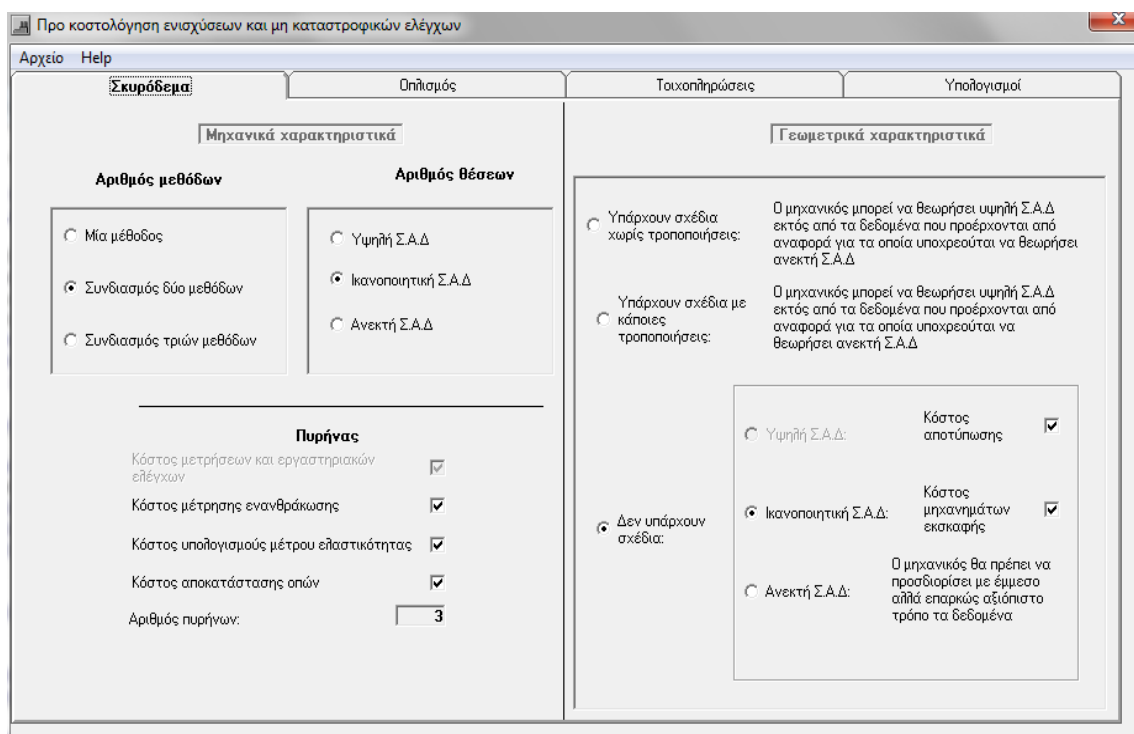 Προ κοστολόγηση ενισχύσεων και μη καταστροφικών ελέγχων
Αρχείο Help
Σκυρόδεμα
Οπλισμός
Τοιχοπληρώσεις
Υπολογισμοί
Μηχανικά χαρακτηριστικά
Αριθμός μεθόδων
Μία μέθοδος
Συνδιασμός δύο μεθόδων
Συνδιασμός τριών μεθόδων
Αριθμός θέσεων
Υψηλή Σ.Α.Δ
Ικανοποιητική Σ.Α.Δ
Ανεκτή Σ.Α.Δ
Πυρήνας
Κόστος μετρήσεων και εργαστηριακών
ελέγχων
Κόστος μέτρησης ενανθράκωσης
Κόστος υπολογισμούς μέτρου ελαστικότητας
Κόστος αποκατάστασης οπών
Αριθμό πυρήνων: 3
Γεωμετρικά χαρακτηριστικά
Υπάρχουν σχέδια
χωρίς τροποποιήσεις:
Ο μηχανικός μπορεί να θεωρήσει υψηλή Σ.Α.Δ
εκτός από τα δεδομένα που προέρχονται από
αναφορά για τα οποία υποχρεούται να θεωρήσει
ανεκτή Σ.Α.Δ
Υπάρχουν σχέδια με
κάποιες
τροποποιήσεις:
Ο μηχανικός μπορεί να θεωρήσει υψηλή Σ.Α.Δ
εκτός από τα δεδομένα που προέρχονται από
αναφορά για τα οποία υποχρεούται να
θεωρήσει ανεκτή Σ.Α.Δ
Δεν υπάρχουν
σχέδια:
Υψηλή Σ.Α.Δ:
Κόστος
αποτύπωσης
Ικανοποιητική Σ.Α.Δ:
Κόστος
μηχανημάτων
εκσκαφής
Ανεκτή Σ.Α.Δ:
Ο μηχανικός θα πρέπει να
προσδιορίσει με έμμεσο
αλλά επαρκώς αξιόπιστο
τρόπο τα δεδομένα